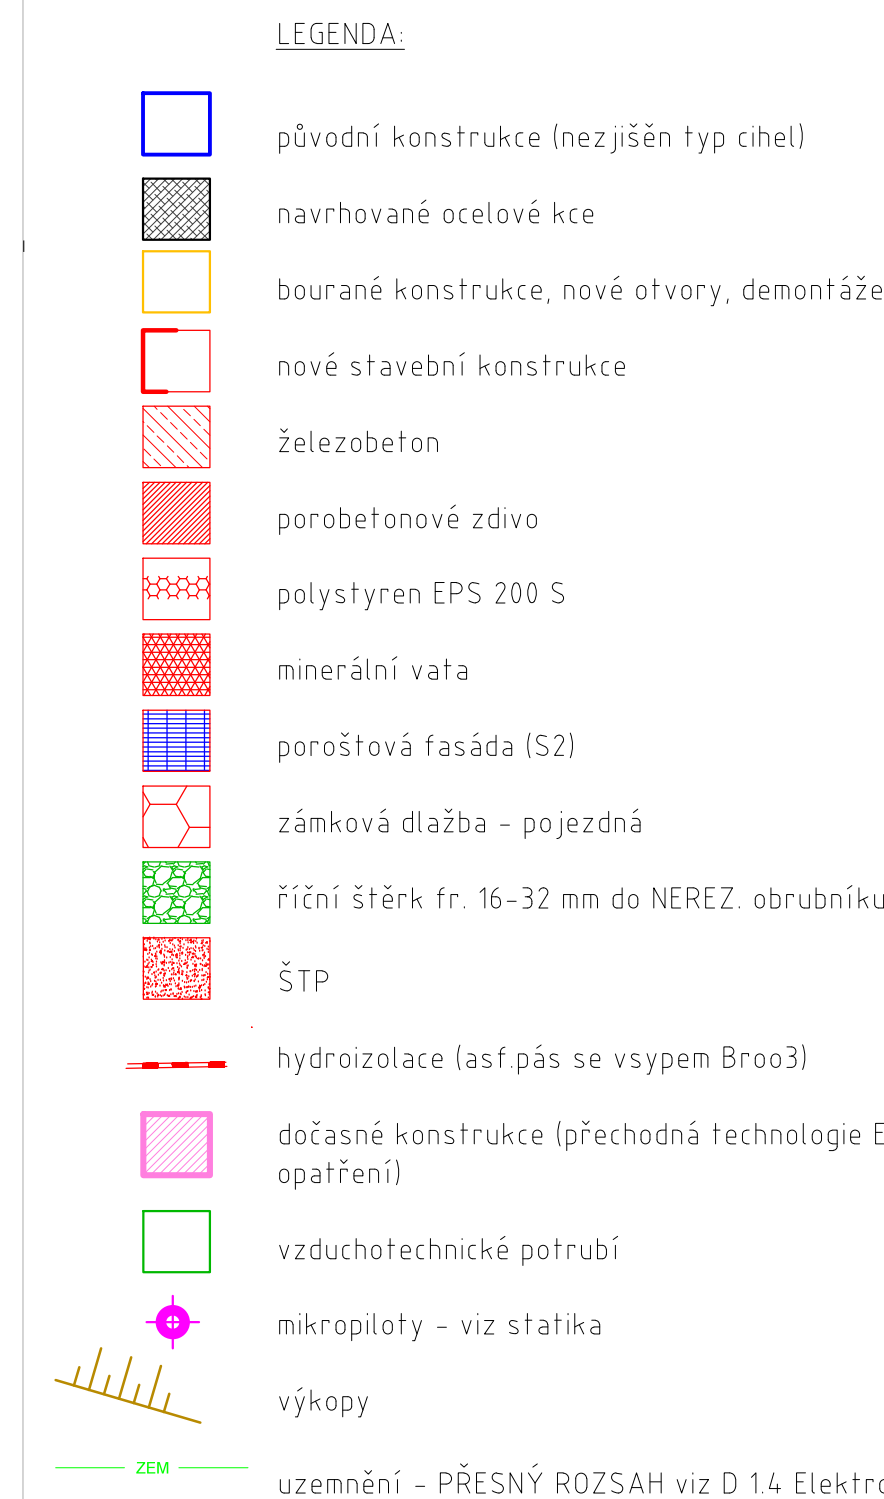 LEGENDA:
původní konstrukce (nezjišěn typ cihel)
navrhované ocelové kce
bourané konstrukce, nové otvory, demontáže
nové stavební konstrukce
železobeton
porobetonové zdivo
polystyren EPS 200 S
minerální vata
poroštová fasáda (S2)
zámková dlažba - pojezdná
říční štěrk fr. 16-32 mm do NEREZ. obrubníku
ŠTP
hydroizolace (asf.pás se vsypem Broo3)
dočasné konstrukce (přechodná technologie
opatření)
vzduchotechnické potrubí
mikropiloty - viz statika
výkopy
ZEM
uzemnění - PŘESNÝ ROZSAH viz D 1.4